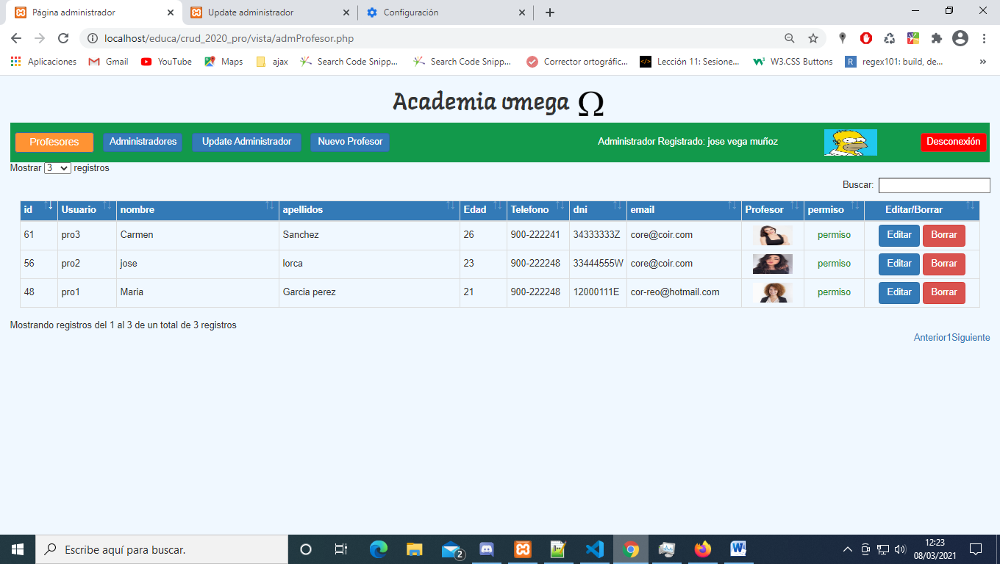 Página administrador
Update administrador
Configuración
localhost/educa/crud_2020_pro/vista/admProfesor.php
Aplicaciones Gmail YouTube Maps ajax Search Code Snipp... Search Code Snipp... Corrector ortográfic... Lección 11: Sesione... W3.CSS Buttons R regex101: build, de... »
Academia omega Ω
Profesores Administradores Update Administrador Nuevo Profesor Administrador Registrado: jose vega muñoz Desconexión
Mostrar 3 registros
Buscar:
id Usuario nombre apellidos Edad Telefono dni email Profesor permiso Editar/Borrar
61 pro3 Carmen Sanchez 26 900-222241 34333333Z core@coir.com permiso Editar Borrar
56 pro2 jose lorca 23 900-222248 33444555W core@coir.com permiso Editar Borrar
48 pro1 Maria Garcia perez 21 900-222248 12000111E cor-reo@hotmail.com permiso Editar Borrar
Mostrando registros del 1 al 3 de un total de 3 registros
Anterior1Siguiente
Escribe aquí para buscar.
2
12:23
08/03/2021